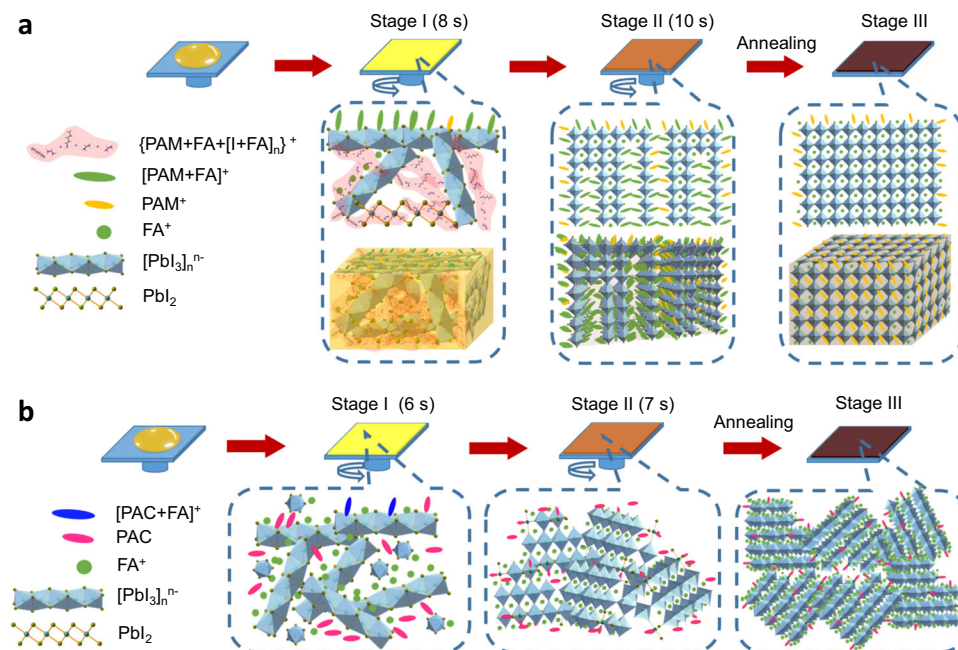 a
Stage I (8 s)
Stage II (10 s)
Annealing
Stage III
{PAM+FA+[I+FA]ₙ}⁺
[PAM+FA]⁺
PAM⁺
FA⁺
[PbI₃]ₙⁿ⁻
PbI₂
b
Stage I (6 s)
Stage II (7 s)
Annealing
Stage III
[PAC+FA]⁺
PAC
FA⁺
[PbI₃]ₙⁿ⁻
PbI₂